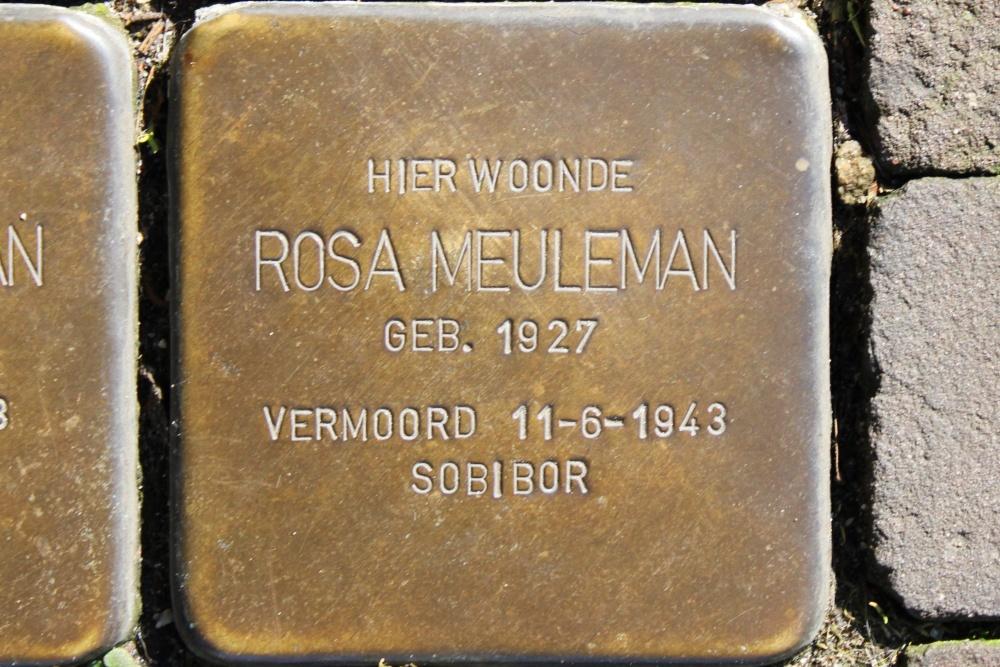 HIER WOONDE
ROSA MEULEMAN
GEB. 1927
VERMOORD 11-6-1943
SOBIBOR